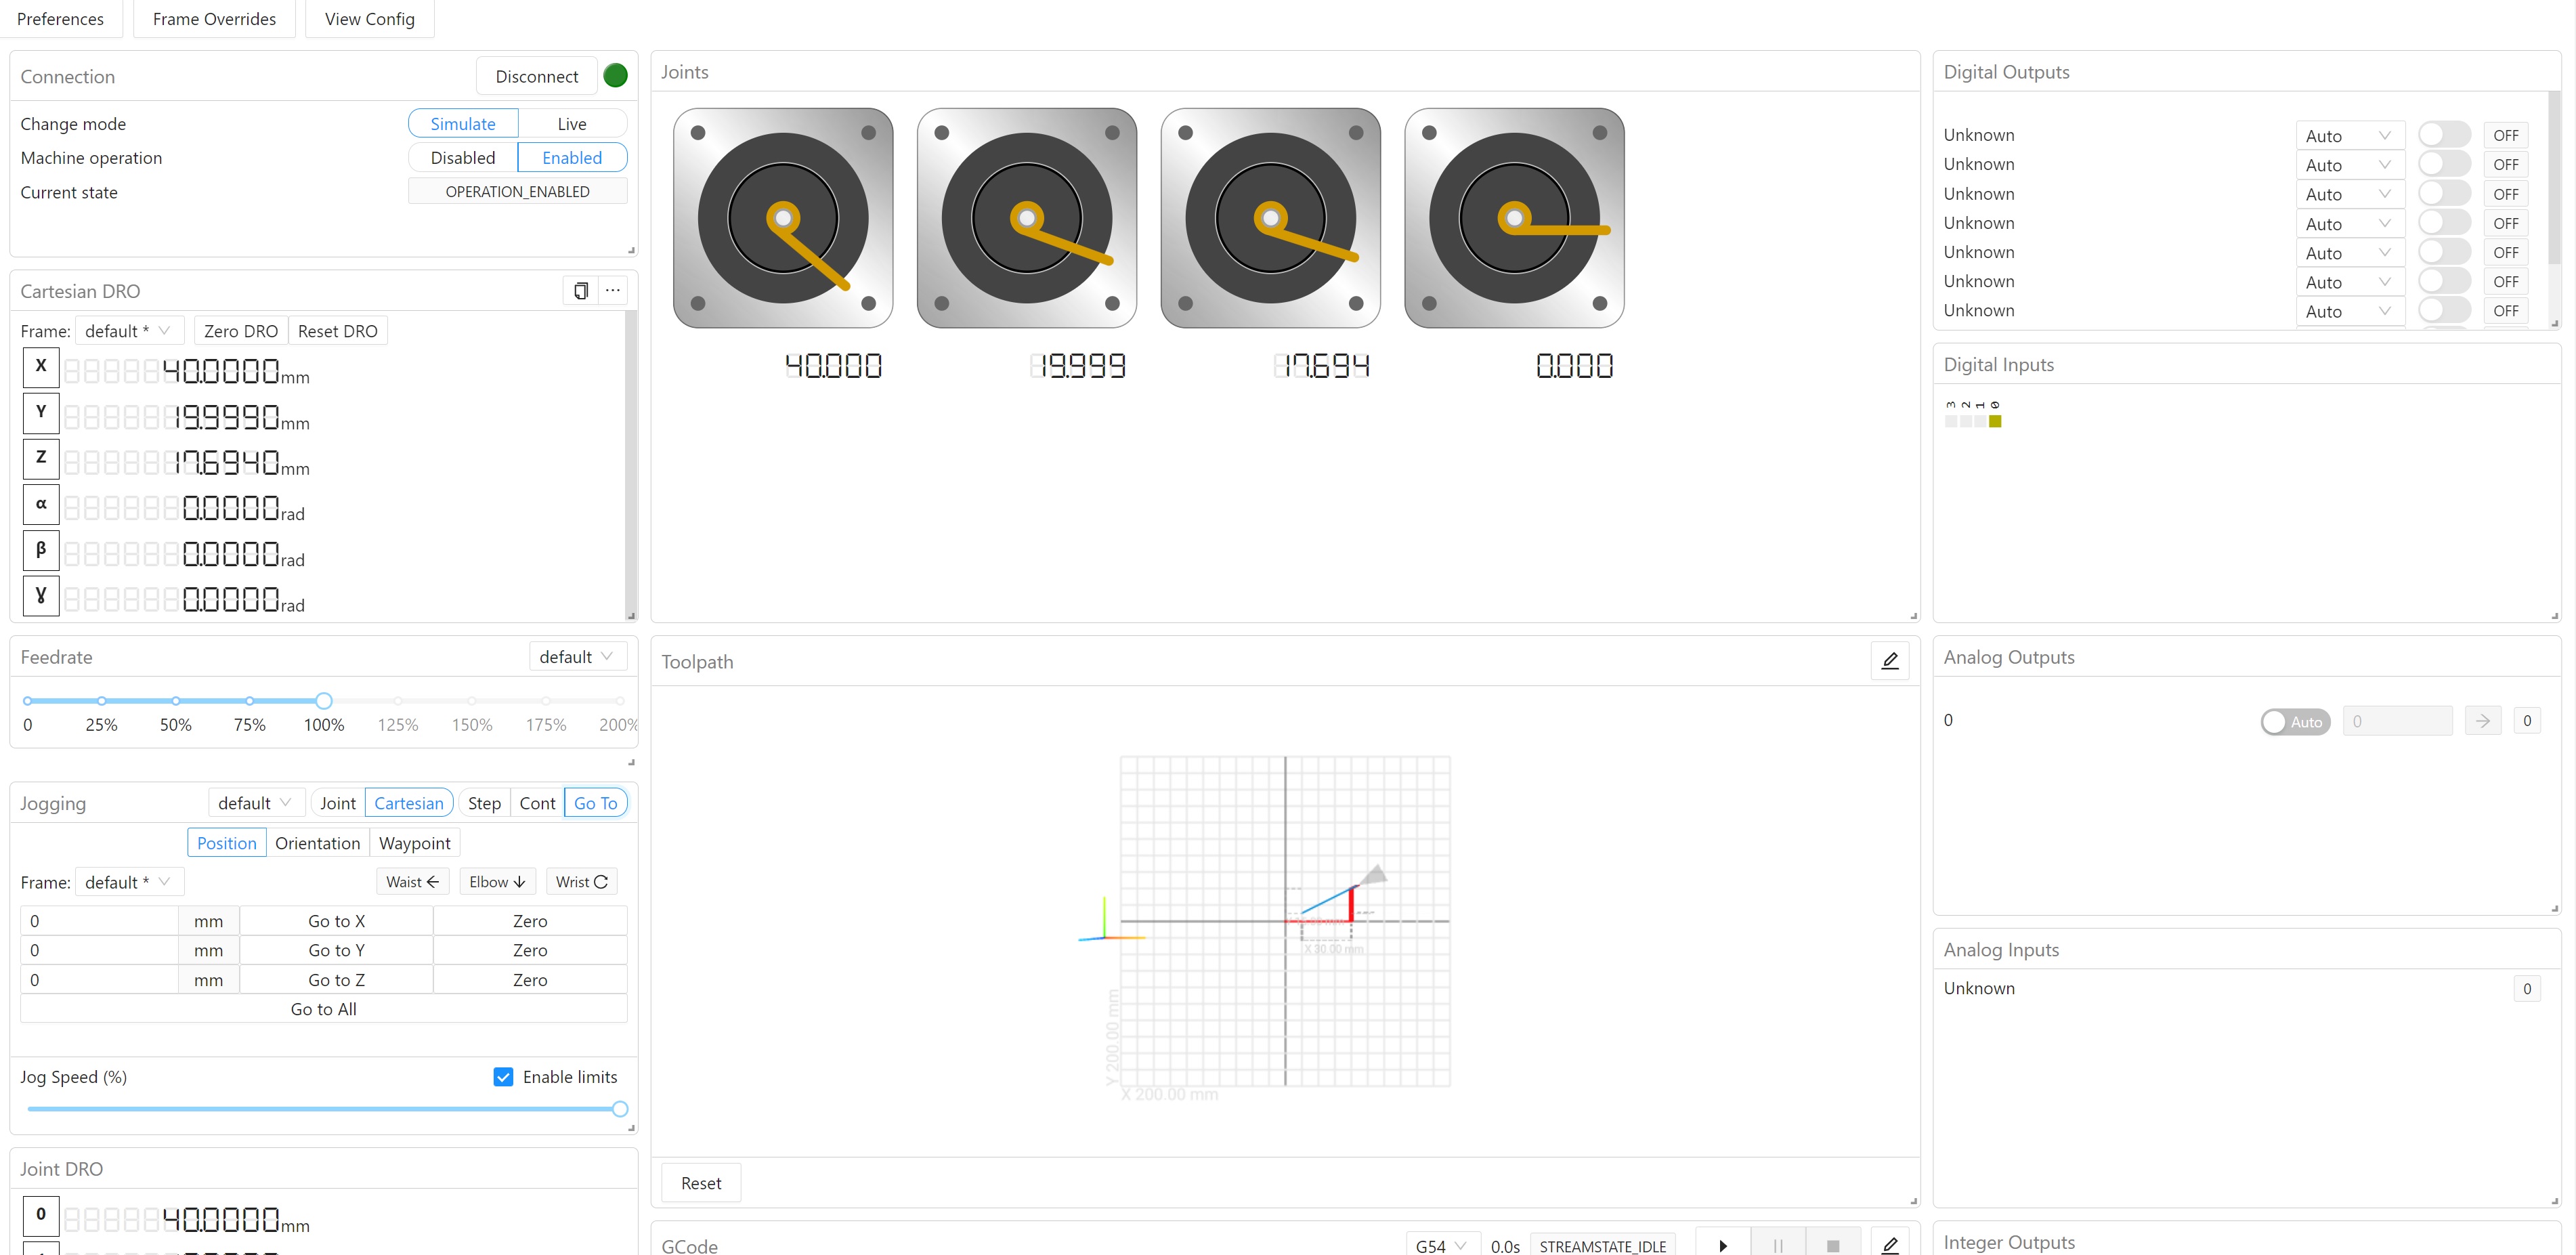 Preferences
Frame Overrides
View Config
Connection
Disconnect
Change mode
Simulate
Live
Machine operation
Disabled
Enabled
Current state
OPERATION_ENABLED
Cartesian DRO
Frame:
default *
Zero DRO
Reset DRO
X
40.0000 mm
Y
19.9990 mm
Z
17.6940 mm
α
0.0000 rad
β
0.0000 rad
γ
0.0000 rad
Feedrate
default
0
25%
50%
75%
100%
125%
150%
175%
200%
Jogging
default
Joint
Cartesian
Step
Cont
Go To
Position
Orientation
Waypoint
Frame:
default *
Waist
Elbow
Wrist
0 mm Go to X Zero
0 mm Go to Y Zero
0 mm Go to Z Zero
Go to All
Jog Speed (%)
Enable limits
Joint DRO
0
40.0000 mm
Joints
40.000
19.999
17.694
0.000
Toolpath
X 30.00 mm
Y 200.00 mm
X 200.00 mm
Reset
GCode
G54
0.0s
STREAMSTATE_IDLE
Digital Outputs
Unknown Auto OFF
Unknown Auto OFF
Unknown Auto OFF
Unknown Auto OFF
Unknown Auto OFF
Unknown Auto OFF
Unknown Auto OFF
Digital Inputs
3 2 1 0
Analog Outputs
0
Auto
0
0
Analog Inputs
Unknown
0
Integer Outputs